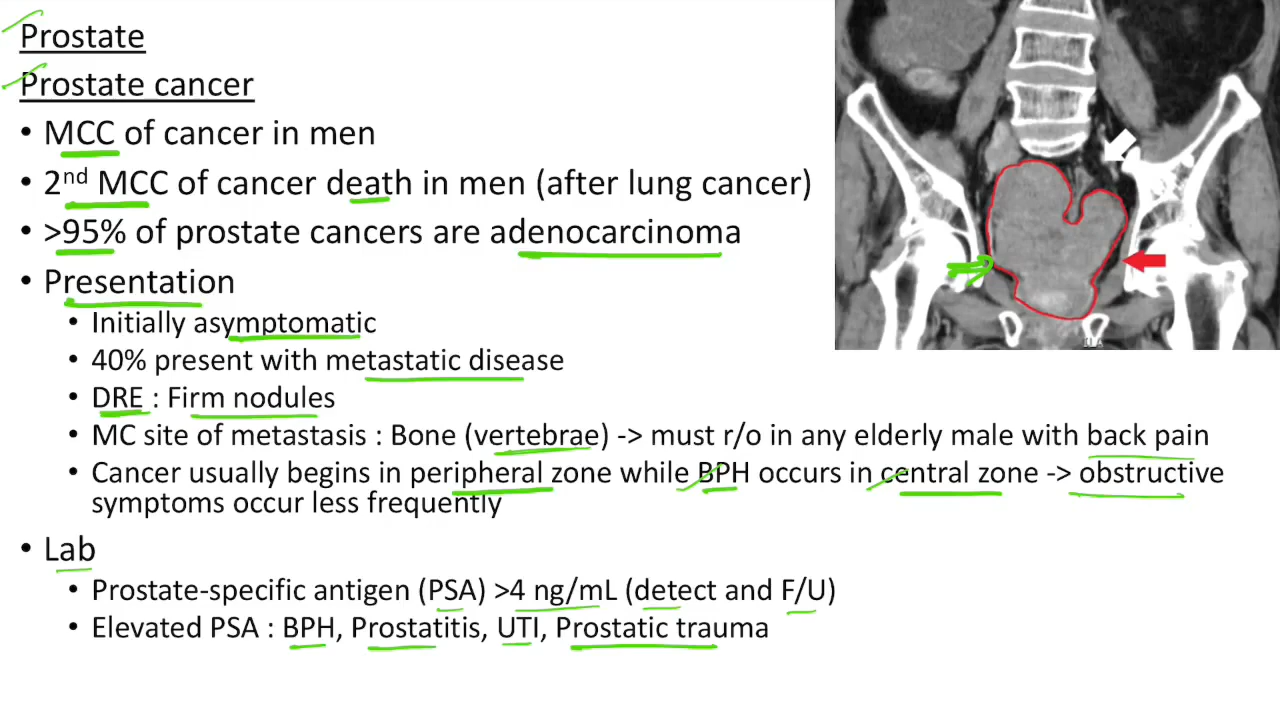 Prostate
Prostate cancer
• MCC of cancer in men
• 2nd MCC of cancer death in men (after lung cancer)
• >95% of prostate cancers are adenocarcinoma
• Presentation
• Initially asymptomatic
• 40% present with metastatic disease
• DRE : Firm nodules
• MC site of metastasis : Bone (vertebrae) -> must r/o in any elderly male with back pain
• Cancer usually begins in peripheral zone while BPH occurs in central zone -> obstructive
symptoms occur less frequently
• Lab
• Prostate-specific antigen (PSA) >4 ng/mL (detect and F/U)
• Elevated PSA : BPH, Prostatitis, UTI, Prostatic trauma